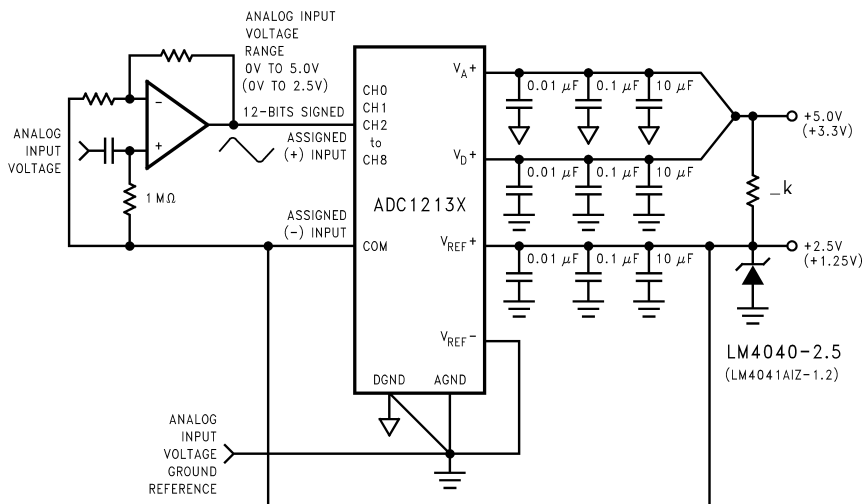 ANALOG INPUT
VOLTAGE
RANGE
0V TO 5.0V
(0V TO 2.5V)
12-BITS SIGNED
ASSIGNED
(+) INPUT
ANALOG
INPUT
VOLTAGE
-
+
1 MΩ
ASSIGNED
(-) INPUT
CH0
CH1
CH2
to
CH8
COM
ADC1213X
VA+
VD+
VREF+
VREF-
DGND
AGND
0.01 μF
0.1 μF
10 μF
0.01 μF
0.1 μF
10 μF
0.01 μF
0.1 μF
10 μF
+5.0V
(+3.3V)
_k
+2.5V
(+1.25V)
LM4040-2.5
(LM4041AIZ-1.2)
ANALOG
INPUT
VOLTAGE
GROUND
REFERENCE